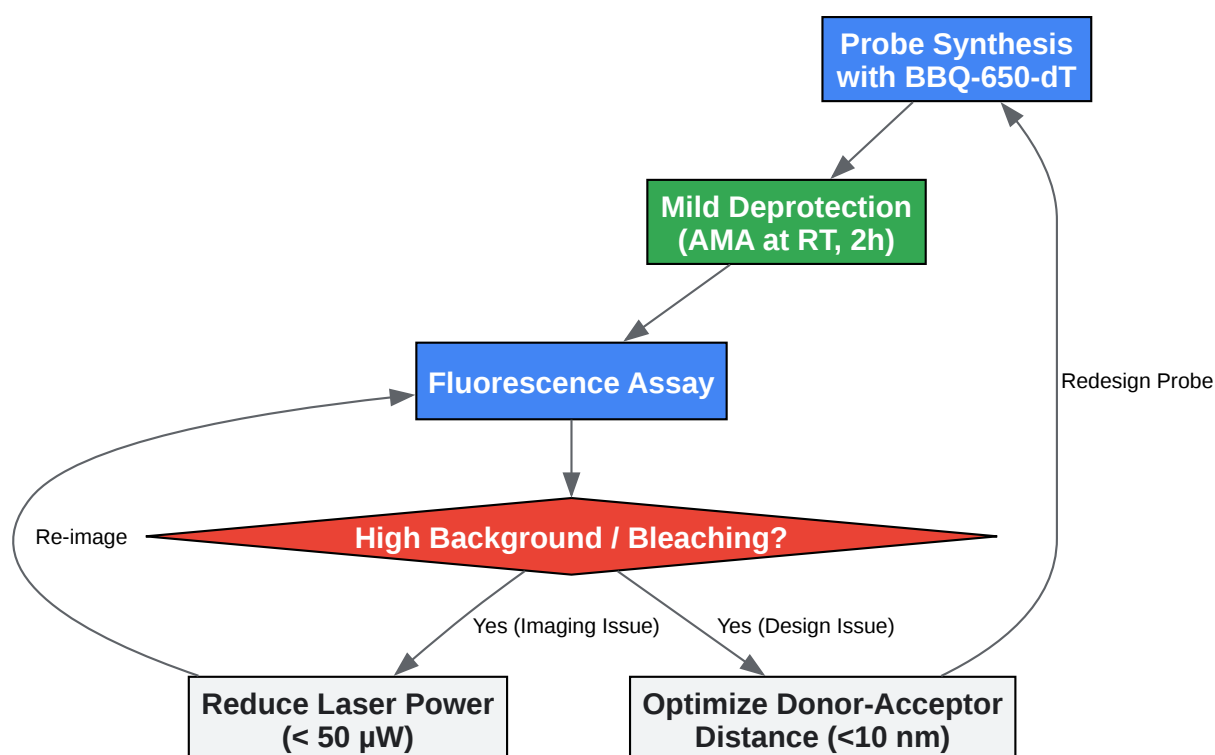 Probe Synthesis
with BBQ-650-dT
Mild Deprotection
(AMA at RT, 2h)
Fluorescence Assay
Redesign Probe
High Background / Bleaching?
Re-image
Yes (Imaging Issue)
Yes (Design Issue)
Reduce Laser Power
(< 50 µW)
Optimize Donor-Acceptor
Distance (<10 nm)